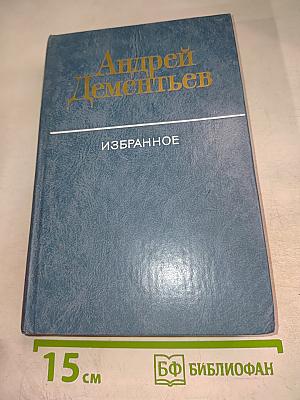 Андрей
Дементьев
ИЗБРАННОЕ
15 см
БФ БИБЛИОФАН